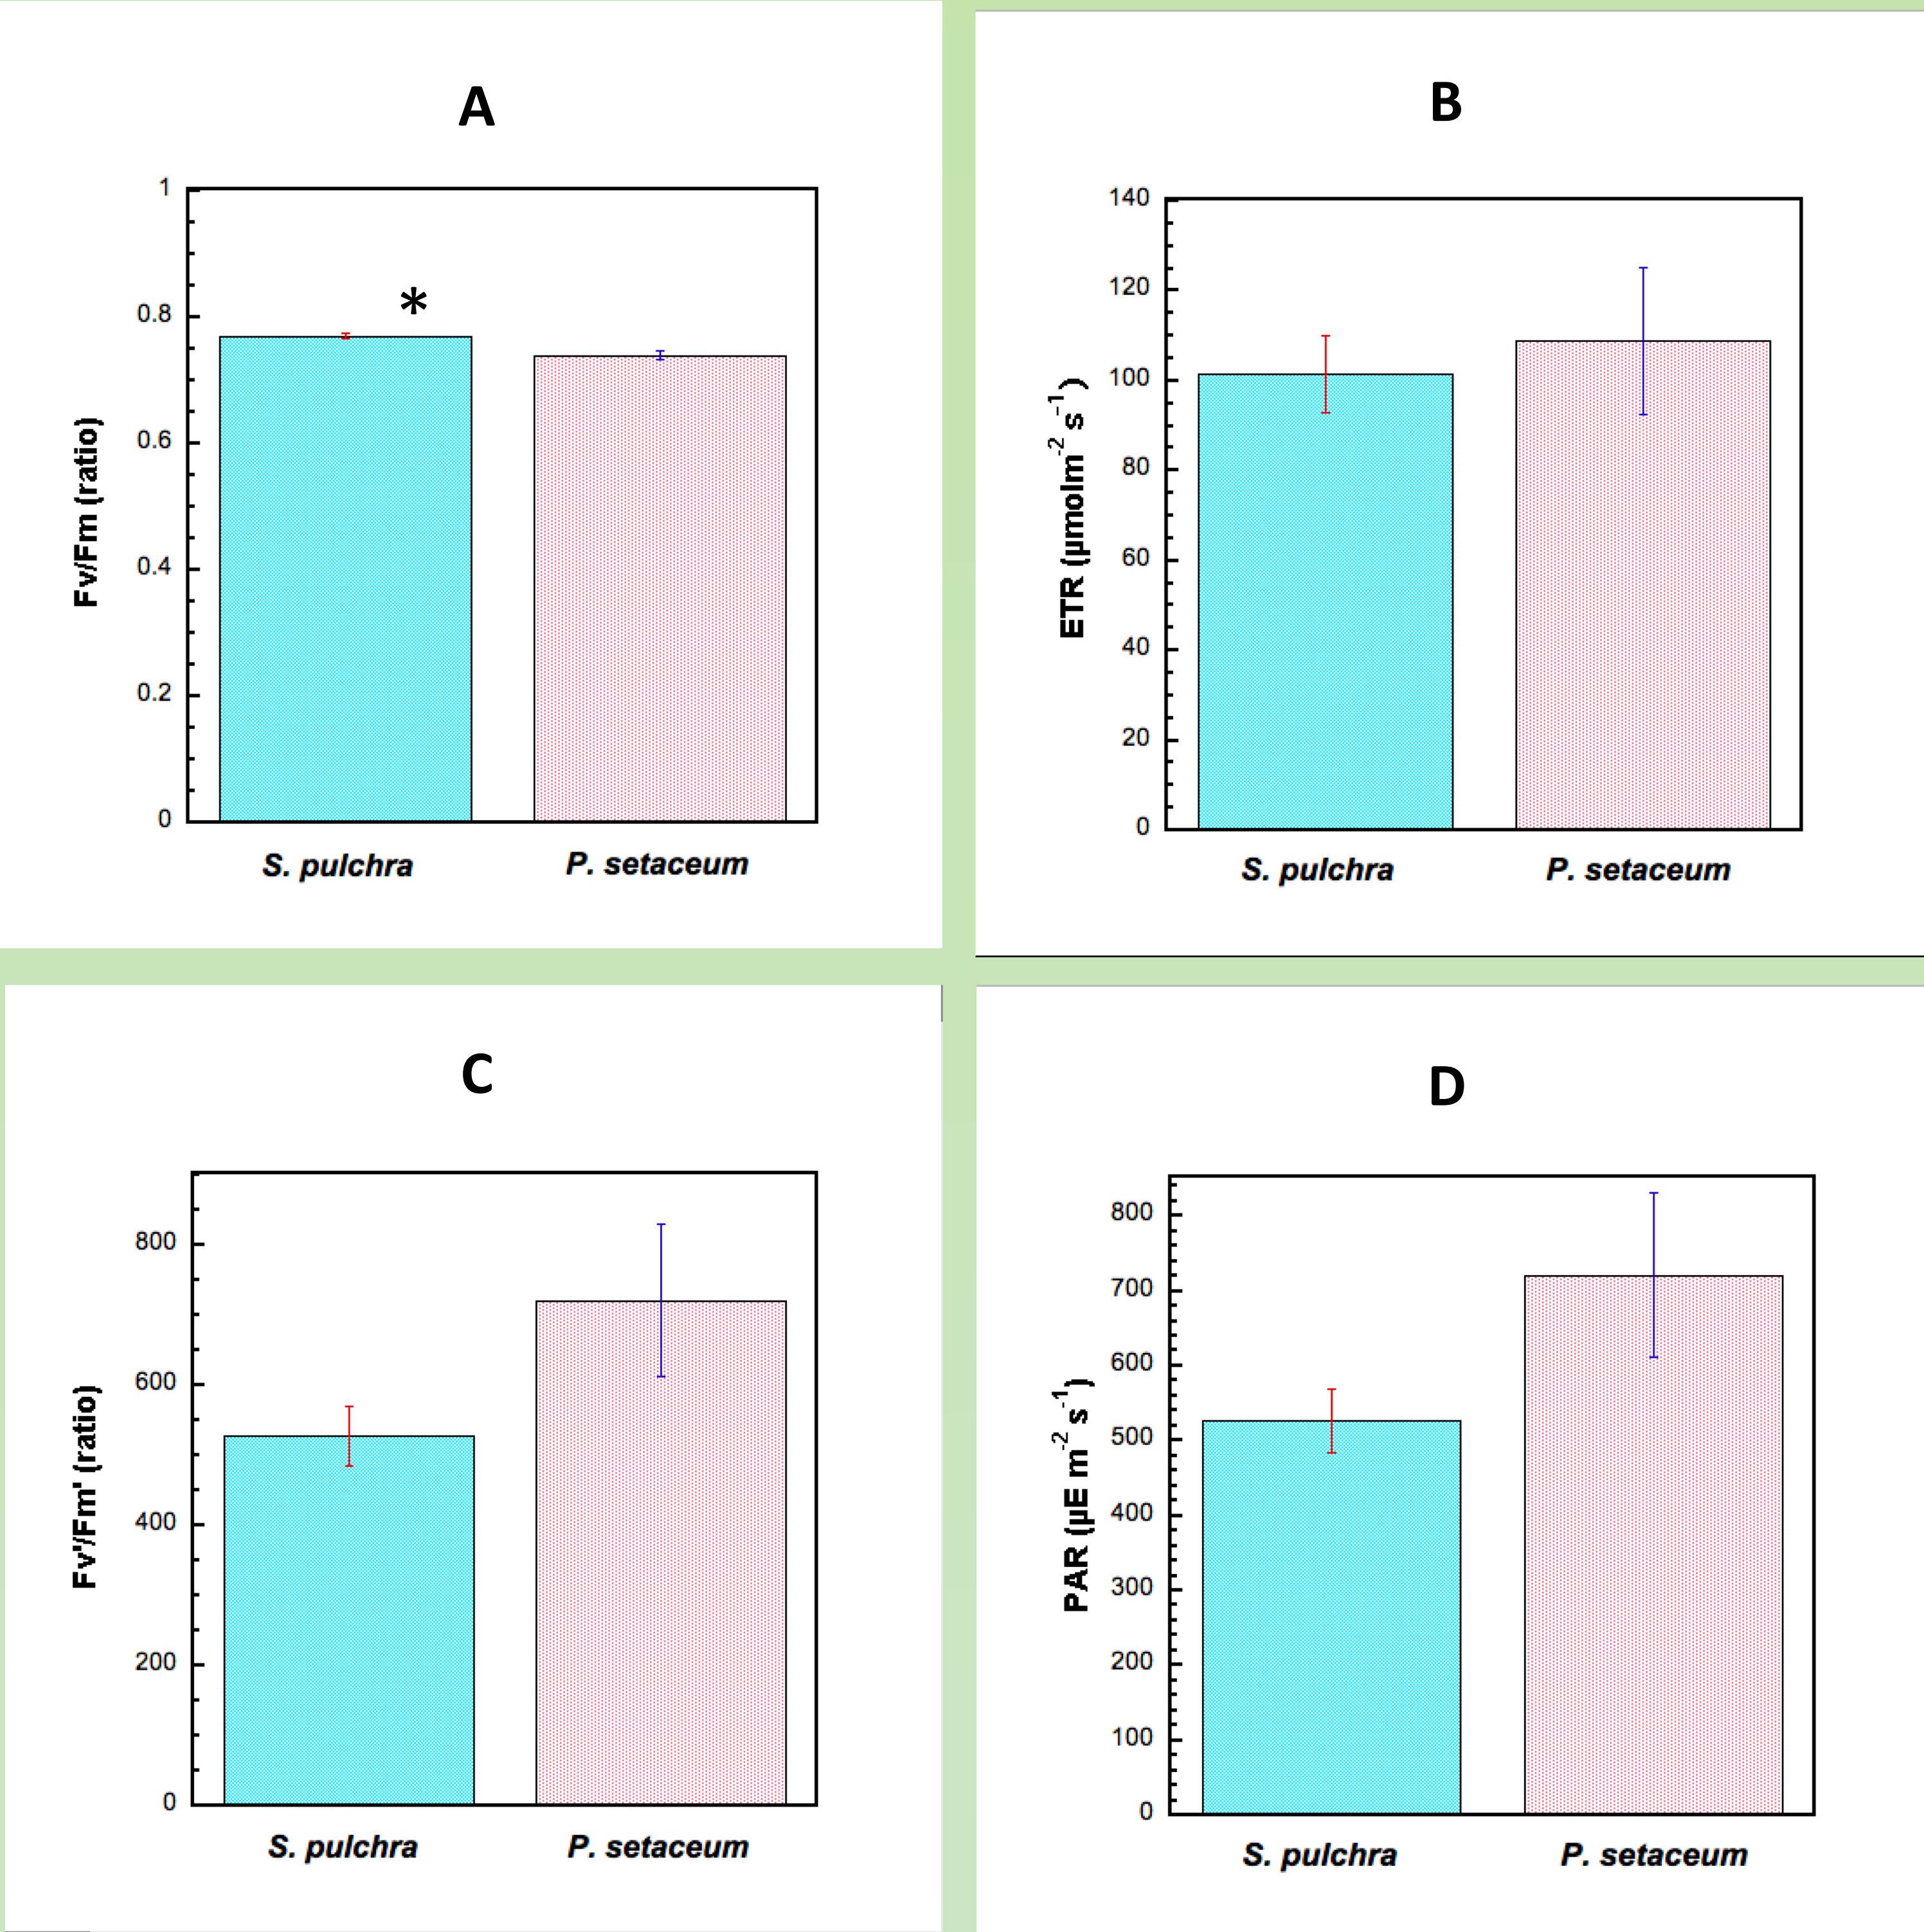 A
1
0.8
0.6
0.4
0.2
0
*
Fv/Fm (ratio)
S. pulchra
P. setaceum
B
140
120
100
80
60
40
20
0
ETR (µmolm-2 s-1)
S. pulchra
P. setaceum
C
800
600
400
200
0
Fv'/Fm' (ratio)
S. pulchra
P. setaceum
D
800
700
600
500
400
300
200
100
0
PAR (µE m-2 s-1)
S. pulchra
P. setaceum